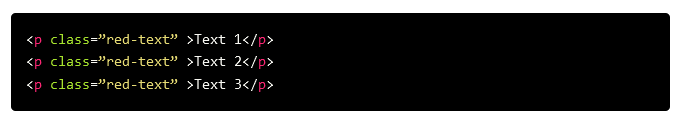 <p class=”red-text” >Text 1</p>
<p class=”red-text” >Text 2</p>
<p class=”red-text” >Text 3</p>